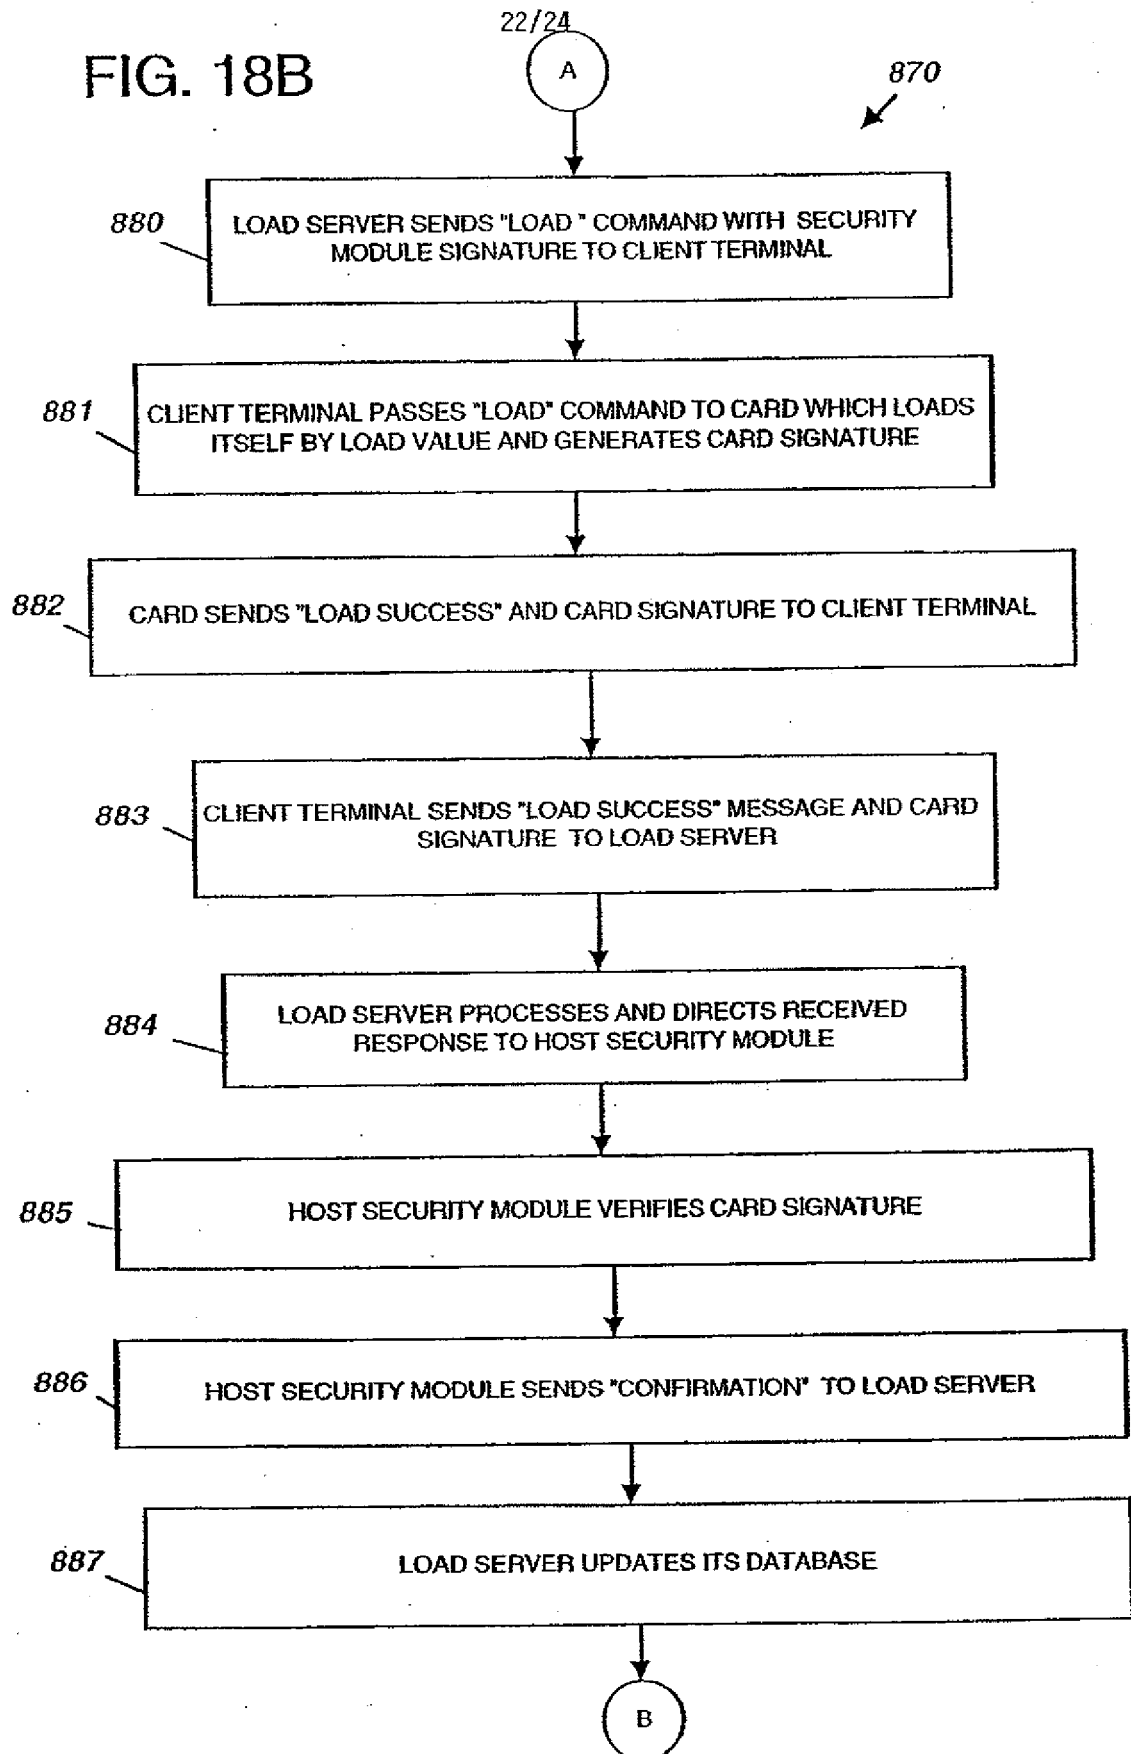 22/24
FIG. 18B
A
870
880
LOAD SERVER SENDS "LOAD " COMMAND WITH SECURITY
MODULE SIGNATURE TO CLIENT TERMINAL
881
CLIENT TERMINAL PASSES "LOAD" COMMAND TO CARD WHICH LOADS
ITSELF BY LOAD VALUE AND GENERATES CARD SIGNATURE
882
CARD SENDS "LOAD SUCCESS" AND CARD SIGNATURE TO CLIENT TERMINAL
883
CLIENT TERMINAL SENDS "LOAD SUCCESS" MESSAGE AND CARD
SIGNATURE TO LOAD SERVER
884
LOAD SERVER PROCESSES AND DIRECTS RECEIVED
RESPONSE TO HOST SECURITY MODULE
885
HOST SECURITY MODULE VERIFIES CARD SIGNATURE
886
HOST SECURITY MODULE SENDS "CONFIRMATION" TO LOAD SERVER
887
LOAD SERVER UPDATES ITS DATABASE
B